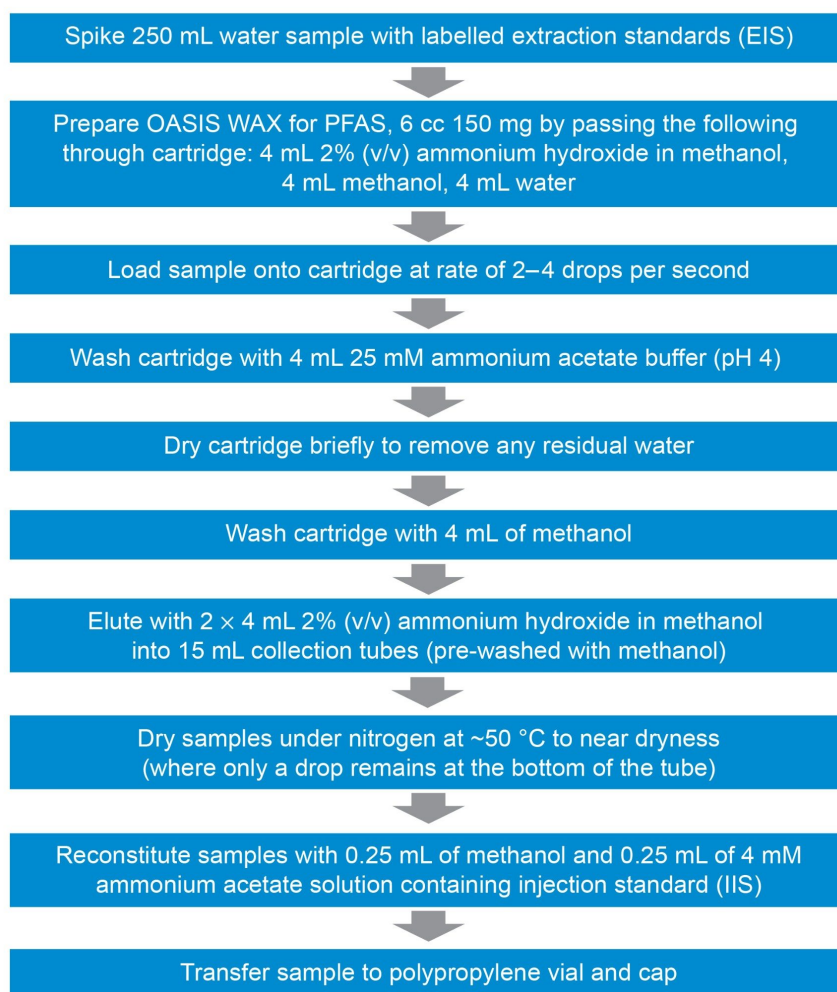 Spike 250 mL water sample with labelled extraction standards (EIS)
Prepare OASIS WAX for PFAS, 6 cc 150 mg by passing the following
through cartridge: 4 mL 2% (v/v) ammonium hydroxide in methanol,
4 mL methanol, 4 mL water
Load sample onto cartridge at rate of 2–4 drops per second
Wash cartridge with 4 mL 25 mM ammonium acetate buffer (pH 4)
Dry cartridge briefly to remove any residual water
Wash cartridge with 4 mL of methanol
Elute with 2 × 4 mL 2% (v/v) ammonium hydroxide in methanol
into 15 mL collection tubes (pre-washed with methanol)
Dry samples under nitrogen at ~50 °C to near dryness
(where only a drop remains at the bottom of the tube)
Reconstitute samples with 0.25 mL of methanol and 0.25 mL of 4 mM
ammonium acetate solution containing injection standard (IIS)
Transfer sample to polypropylene vial and cap